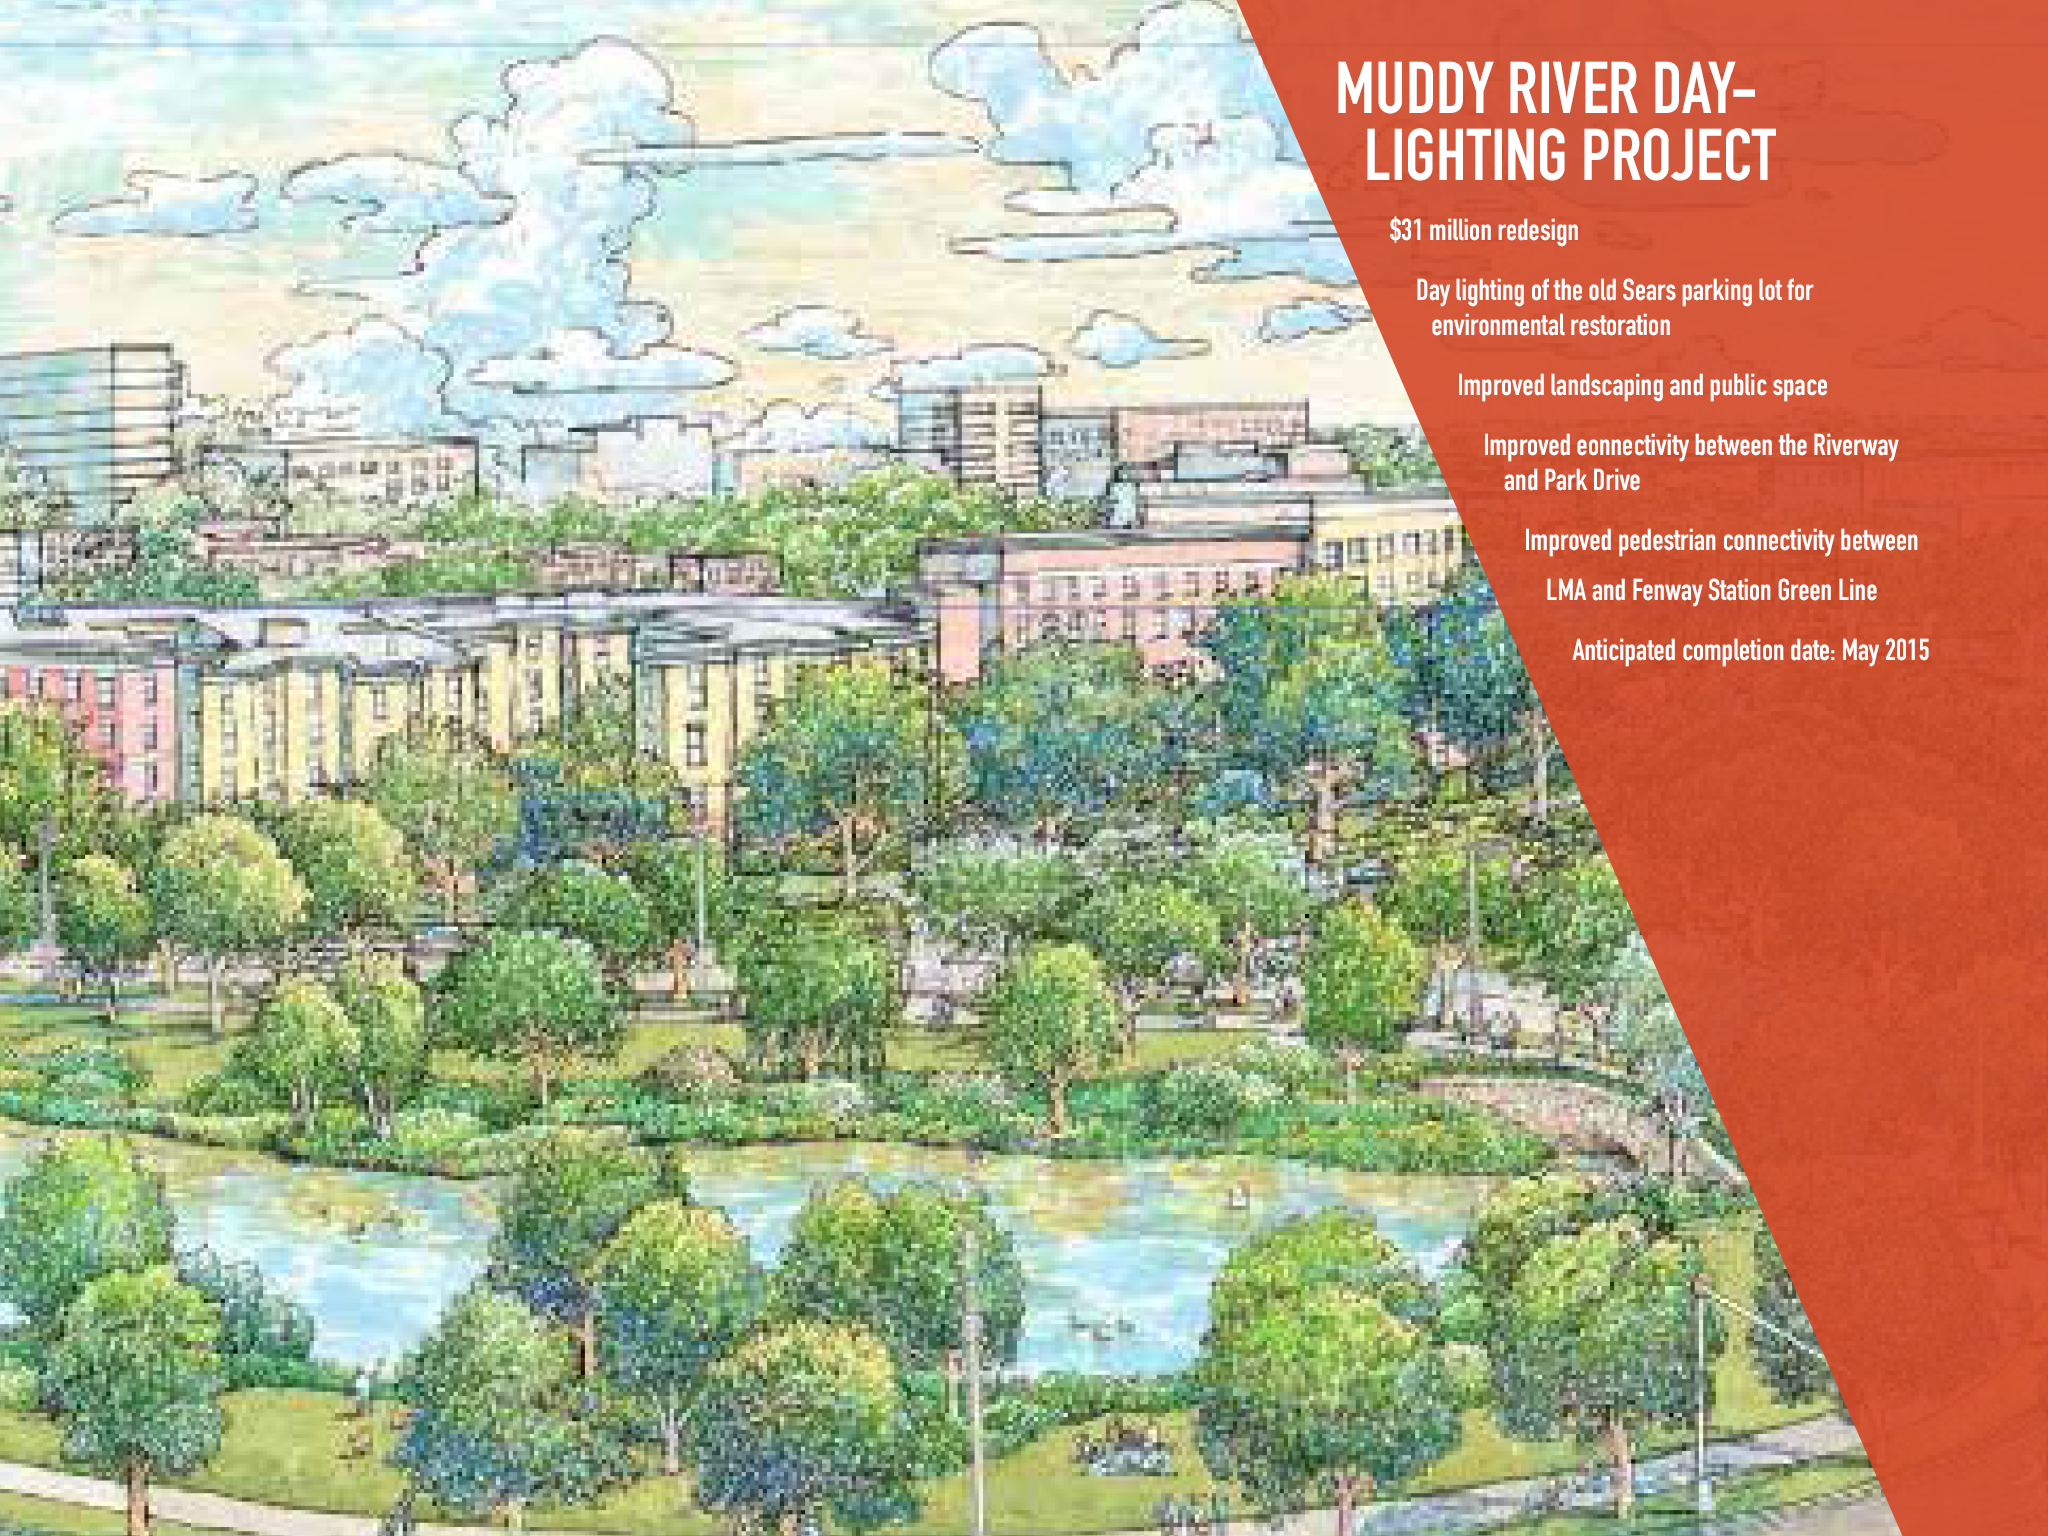 MUDDY RIVER DAY-
LIGHTING PROJECT
$31 million redesign
Day lighting of the old Sears parking lot for
environmental restoration
Improved landscaping and public space
Improved eonnectivity between the Riverway
and Park Drive
Improved pedestrian connectivity between
LMA and Fenway Station Green Line
Anticipated completion date: May 2015